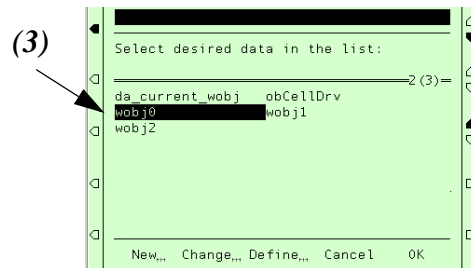 (3)
Select desired data in the list:
2(3)
da_current_wobj obCellDrv
wobj0 wobj1
wobj2
New... Change... Define... Cancel OK